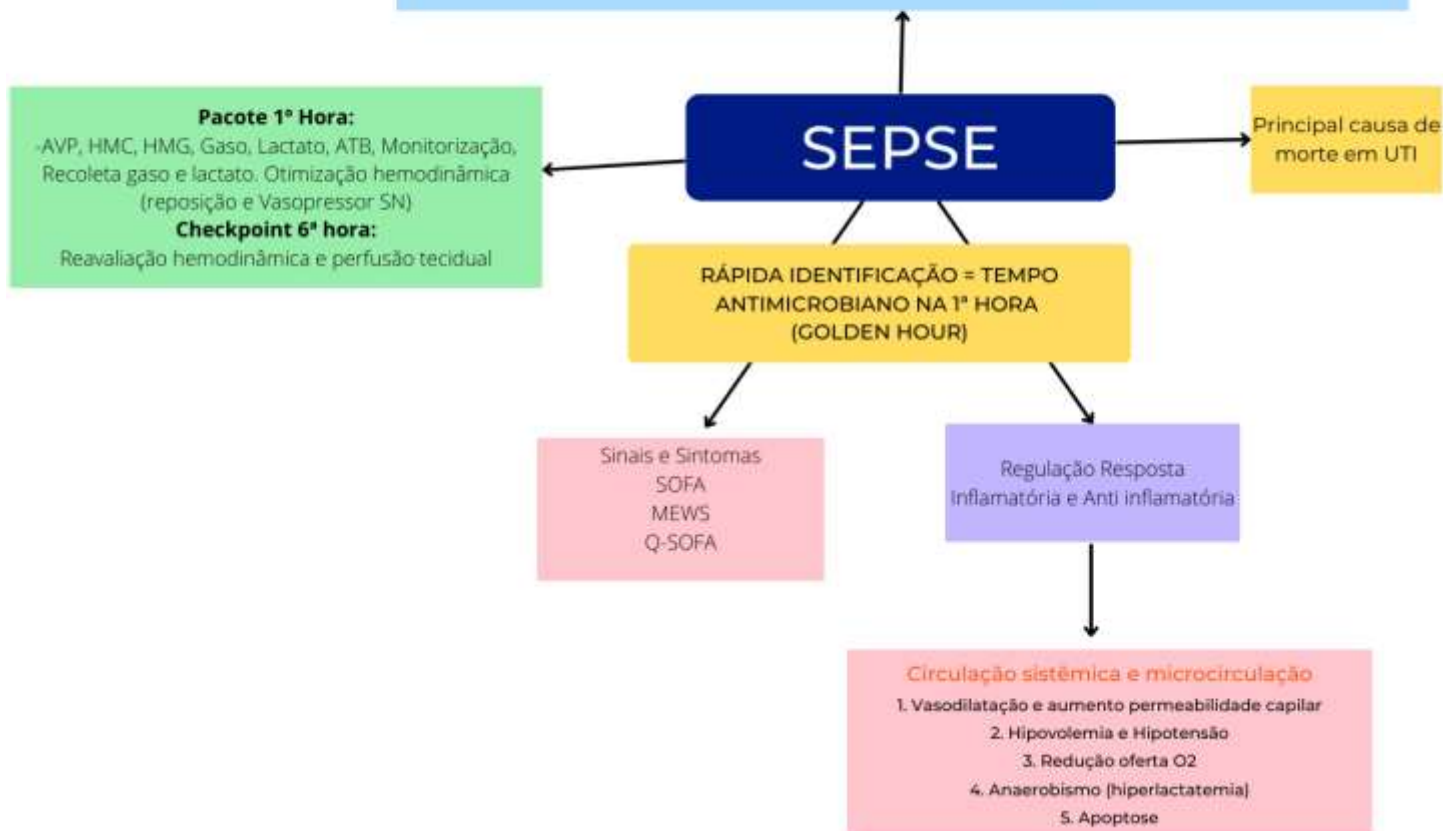 SEPSE
Pacote 1ª Hora:
-AVP, HMC, HMG, Gaso, Lactato, ATB, Monitorização,
Recoleta gaso e lactato. Otimização hemodinâmica
(reposição e Vasopressor SN)
Checkpoint 6ª hora:
Reavaliação hemodinâmica e perfusão tecidual
Principal causa de
morte em UTI
RÁPIDA IDENTIFICAÇÃO = TEMPO
ANTIMICROBIANO NA 1ª HORA
(GOLDEN HOUR)
Sinais e Sintomas
SOFA
MEWS
Q-SOFA
Regulação Resposta
Inflamatória e Anti inflamatória
Circulação sistêmica e microcirculação
1. Vasodilatação e aumento permeabilidade capilar
2. Hipovolemia e Hipotensão
3. Redução oferta O2
4. Anaerobismo (hiperlactatemia)
5. Apoptose